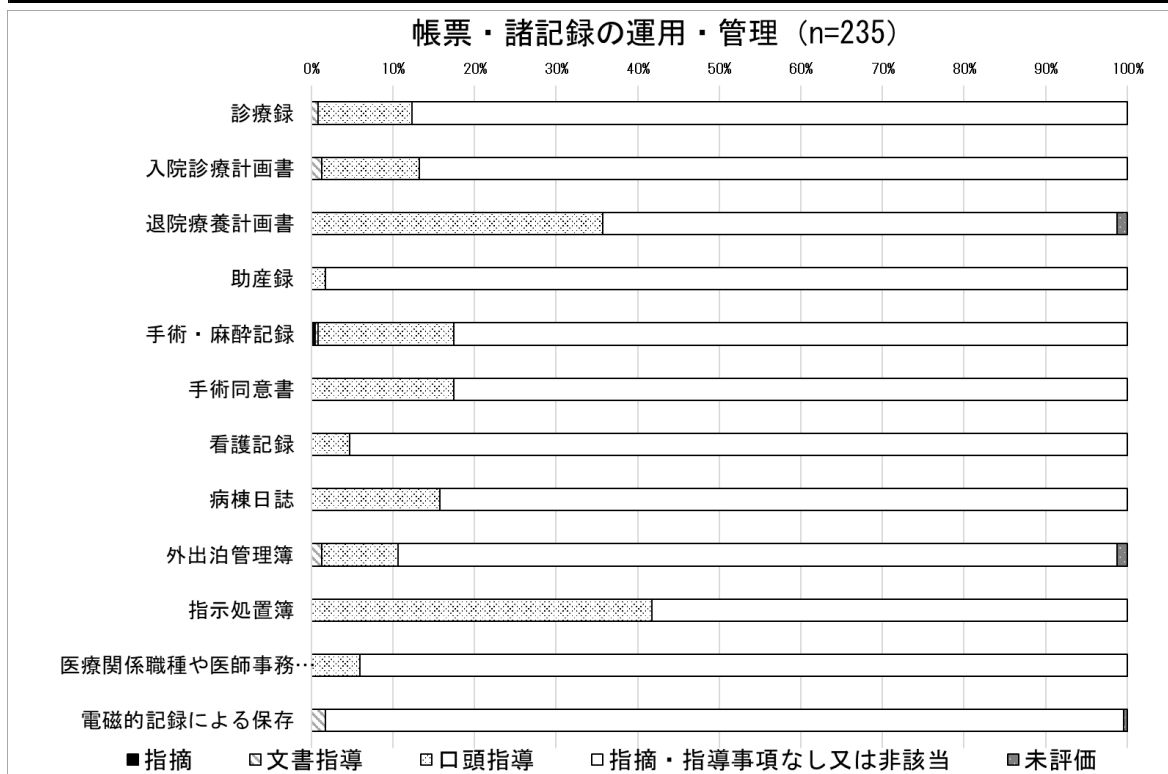 帳票・諸記録の運用・管理 (n=235)
0% 10% 20% 30% 40% 50% 60% 70% 80% 90% 100%
診療録
入院診療計画書
退院療養計画書
助産録
手術・麻酔記録
手術同意書
看護記録
病棟日誌
外出泊管理簿
指示処置簿
医療関係職種や医師事務…
電磁的記録による保存
指摘 文書指導 口頭指導 指摘・指導事項なし又は非該当 未評価